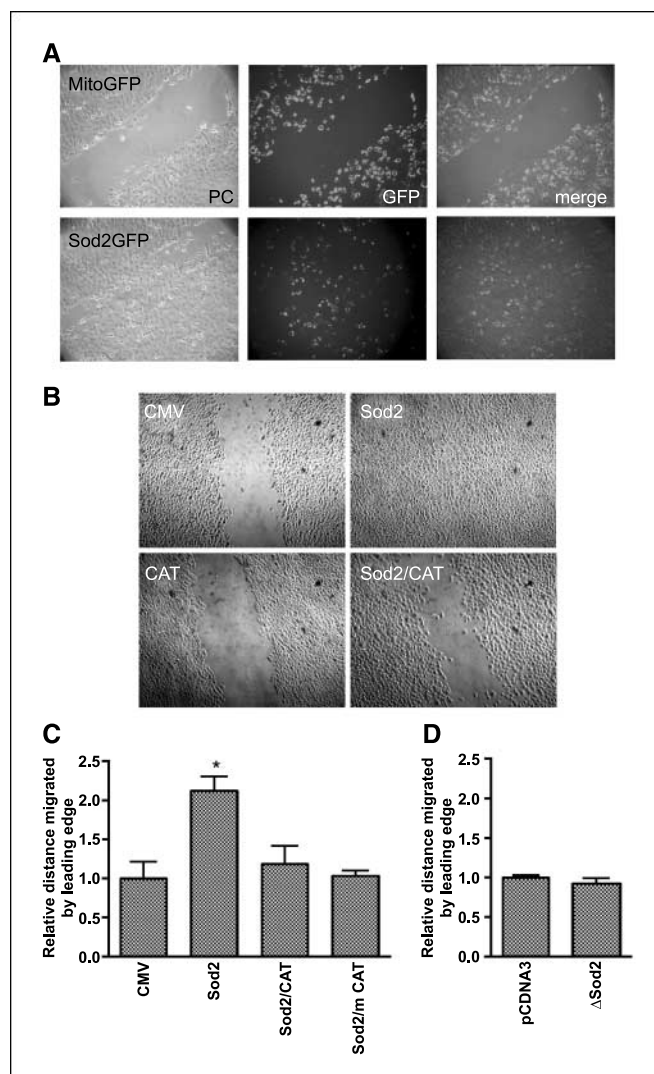 A
MitoGFP
PC
GFP
merge
Sod2GFP
B
CMV
Sod2
CAT
Sod2/CAT
C
Relative distance migrated
by leading edge
2.5
2.0
1.5
1.0
0.5
0.0
*
CMV
Sod2
Sod2/CAT
Sod2/m CAT
D
Relative distance migrated
by leading edge
2.5
2.0
1.5
1.0
0.5
0.0
pCDNA3
ΔSod2